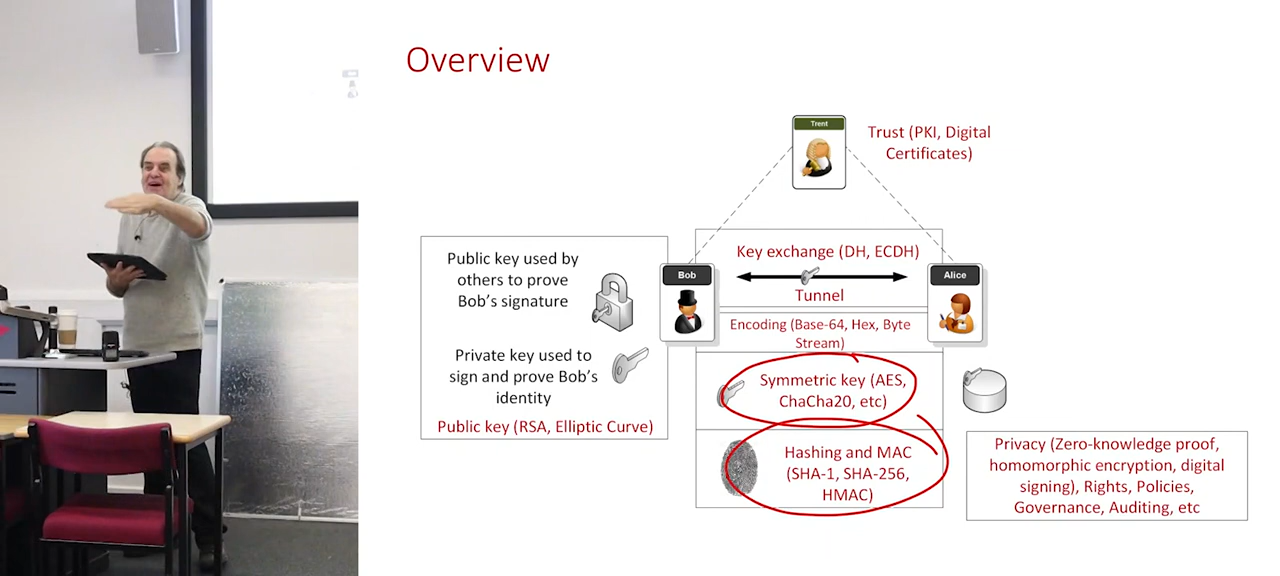 Overview
Trent
Trust (PKI, Digital
Certificates)
Public key used by
others to prove
Bob's signature
Private key used to
sign and prove Bob's
identity
Public key (RSA, Elliptic Curve)
Bob
Key exchange (DH, ECDH)
Tunnel
Alice
Encoding (Base-64, Hex, Byte
Stream)
Symmetric key (AES,
ChaCha20, etc)
Hashing and MAC
(SHA-1, SHA-256,
HMAC)
Privacy (Zero-knowledge proof,
homomorphic encryption, digital
signing), Rights, Policies,
Governance, Auditing, etc